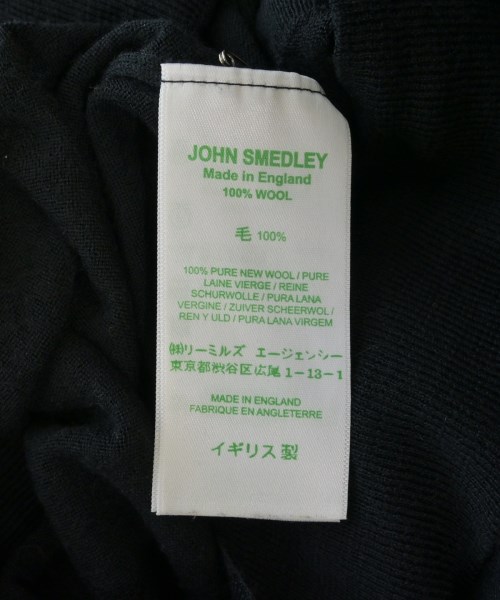 JOHN SMEDLEY
Made in England
100% WOOL
毛 100%
100% PURE NEW WOOL / PURE
LAINE VIERGE / REINE
SCHURWOLLE / PURA LANA
VERGINE / ZUIVER SCHEERWOL /
REN Y ULD / PURA LANA VIRGEM
㈱リーミルズ エージェンシー
東京都渋谷区広尾 1-13-1
MADE IN ENGLAND
FABRIQUE EN ANGLETERRE
イギリス製